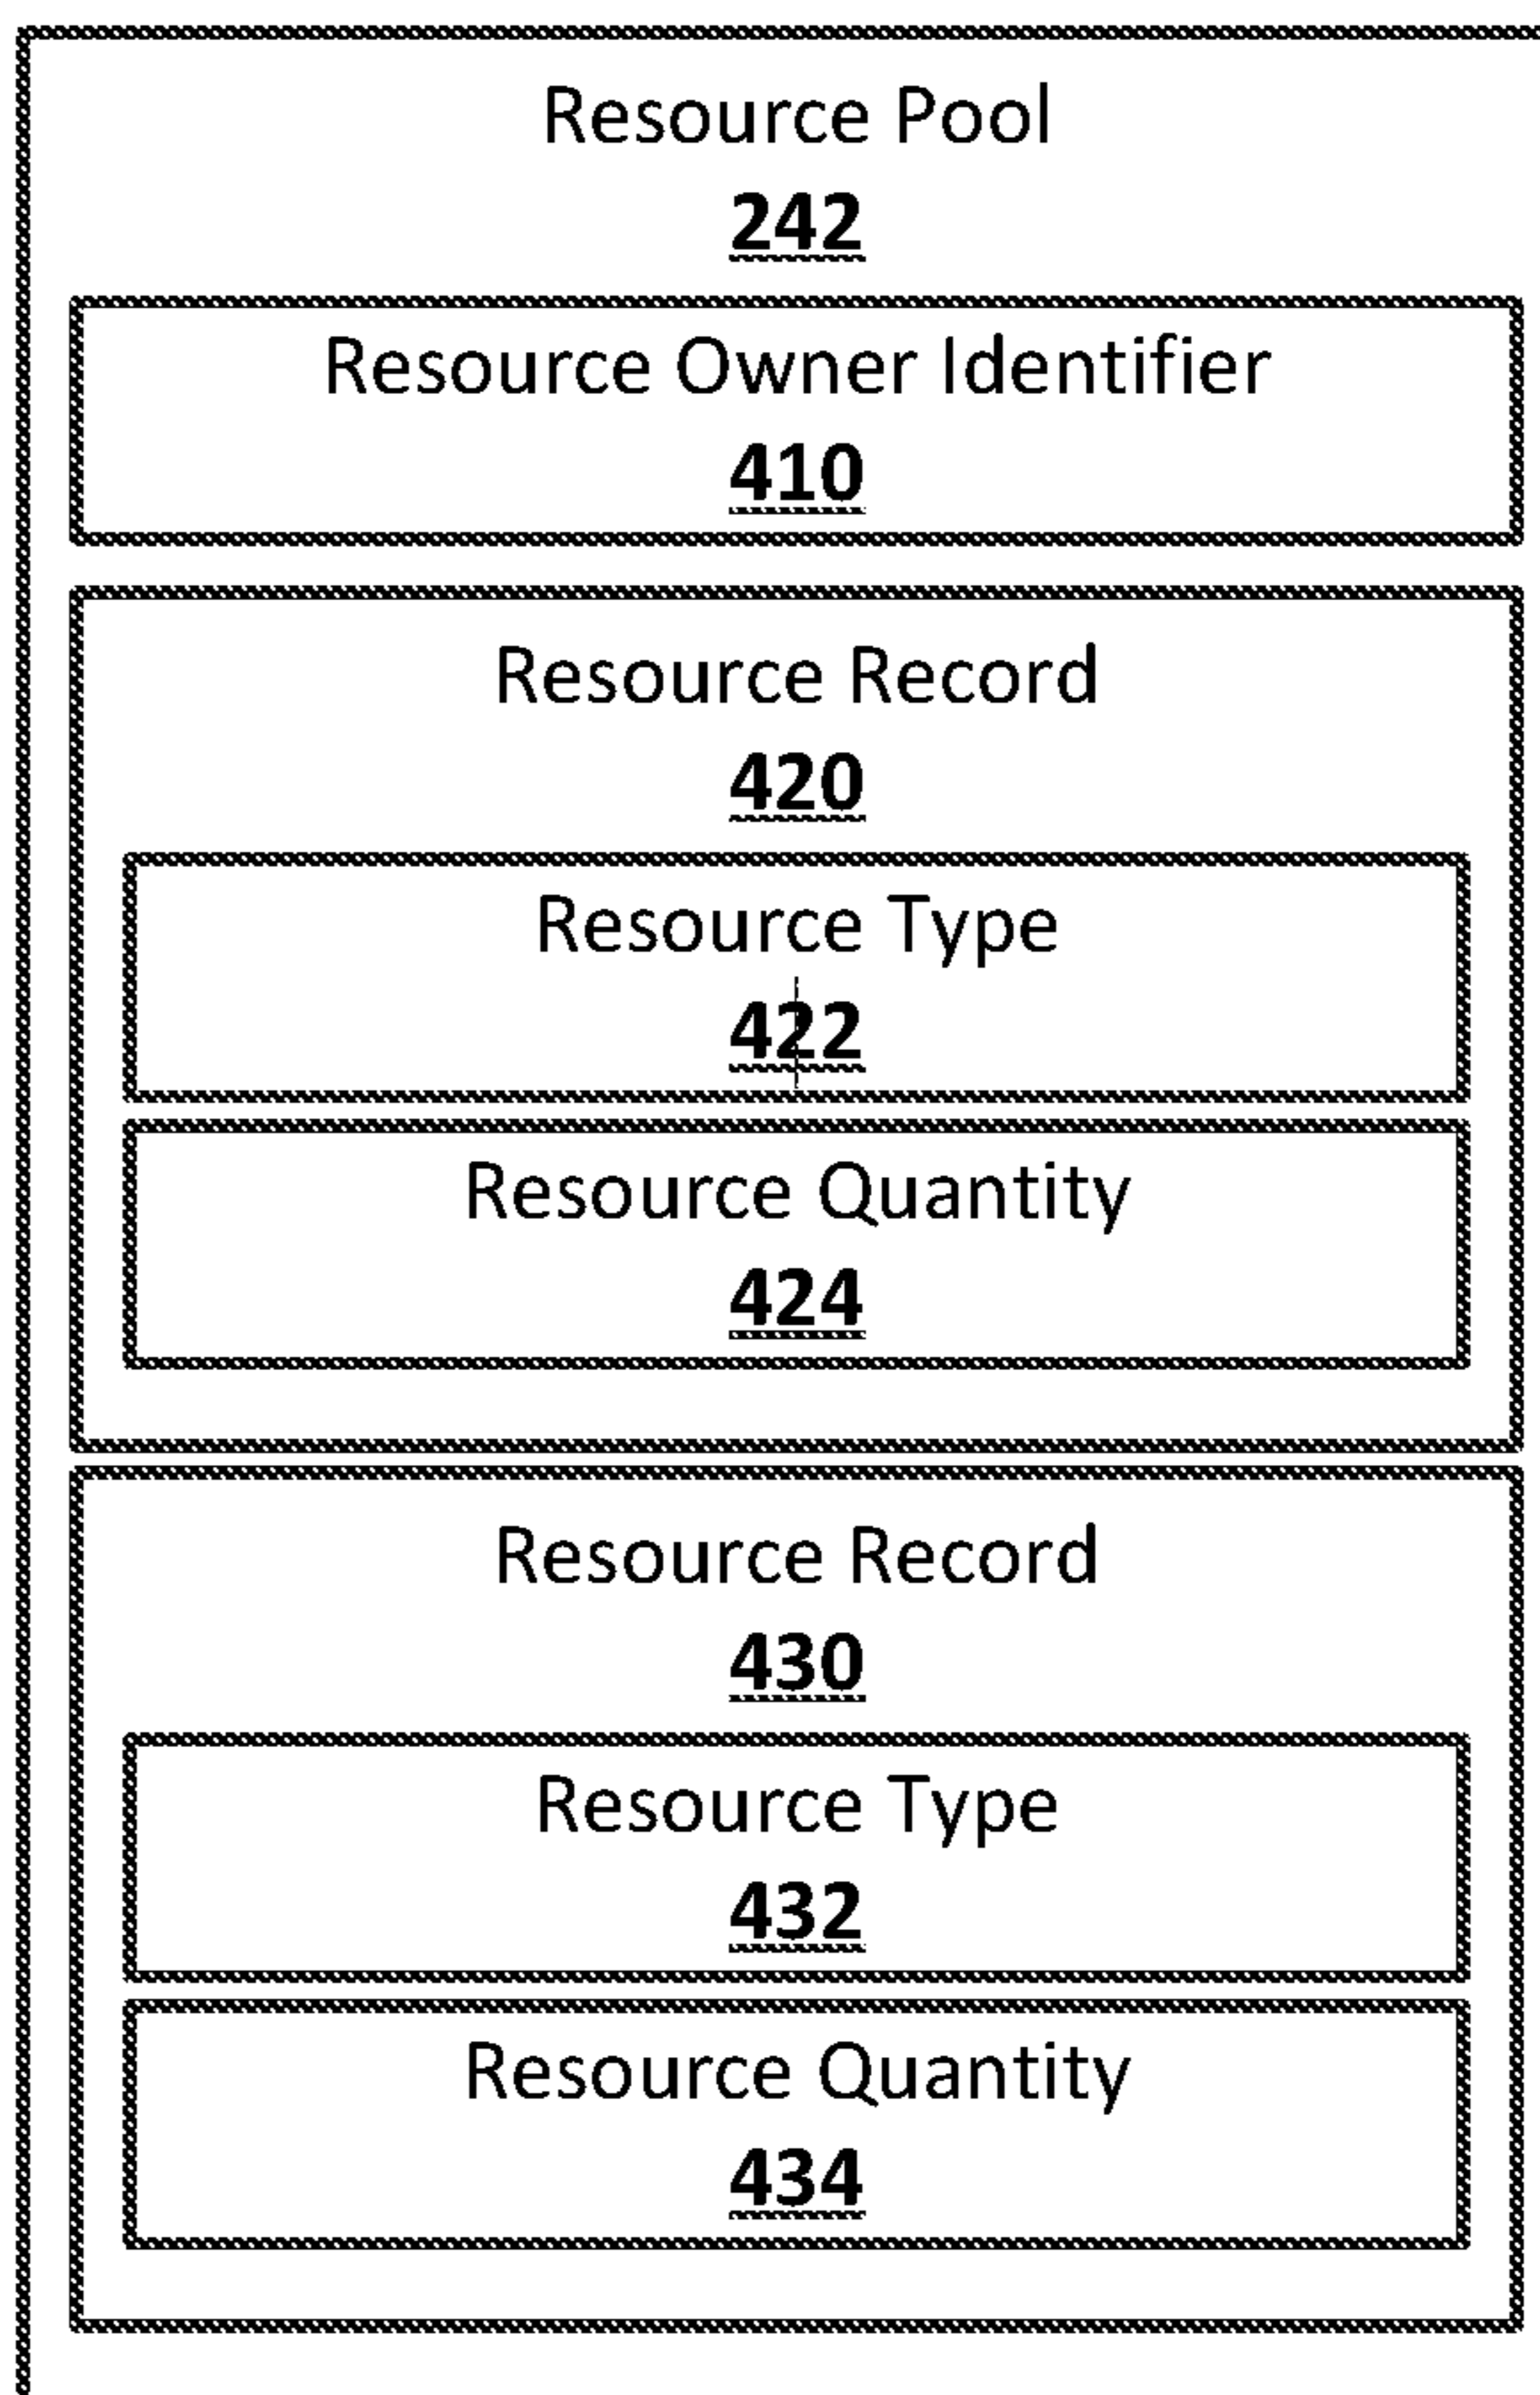 Resource Pool
242
Resource Owner Identifier
410
Resource Record
420
Resource Type
422
Resource Quantity
424
Resource Record
430
Resource Type
432
Resource Quantity
434